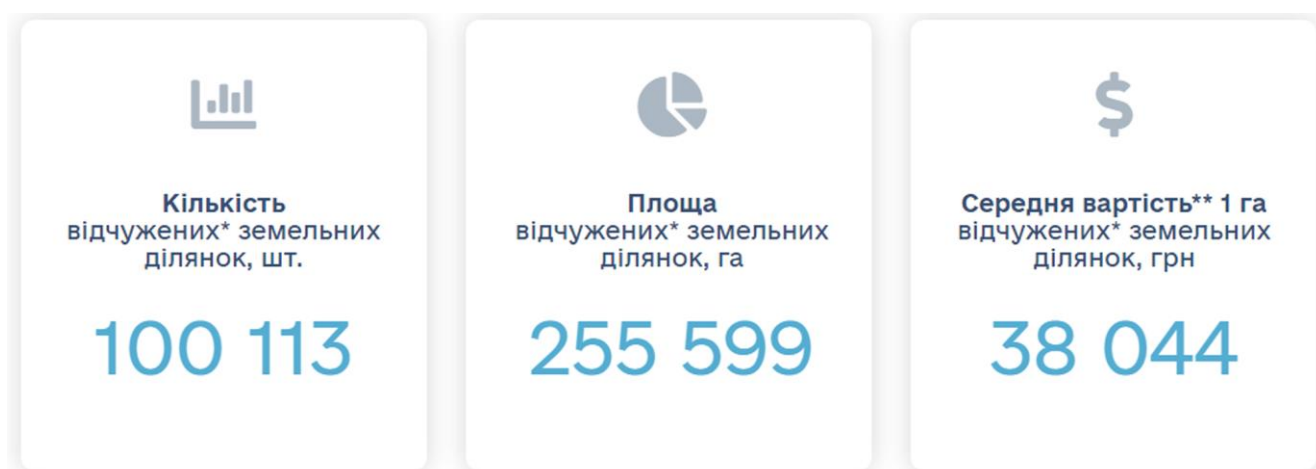 Кількість
відчужених* земельних
ділянок, шт.
100 113
Площа
відчужених* земельних
ділянок, га
255 599
Середня вартість** 1 га
відчужених* земельних
ділянок, грн
38 044